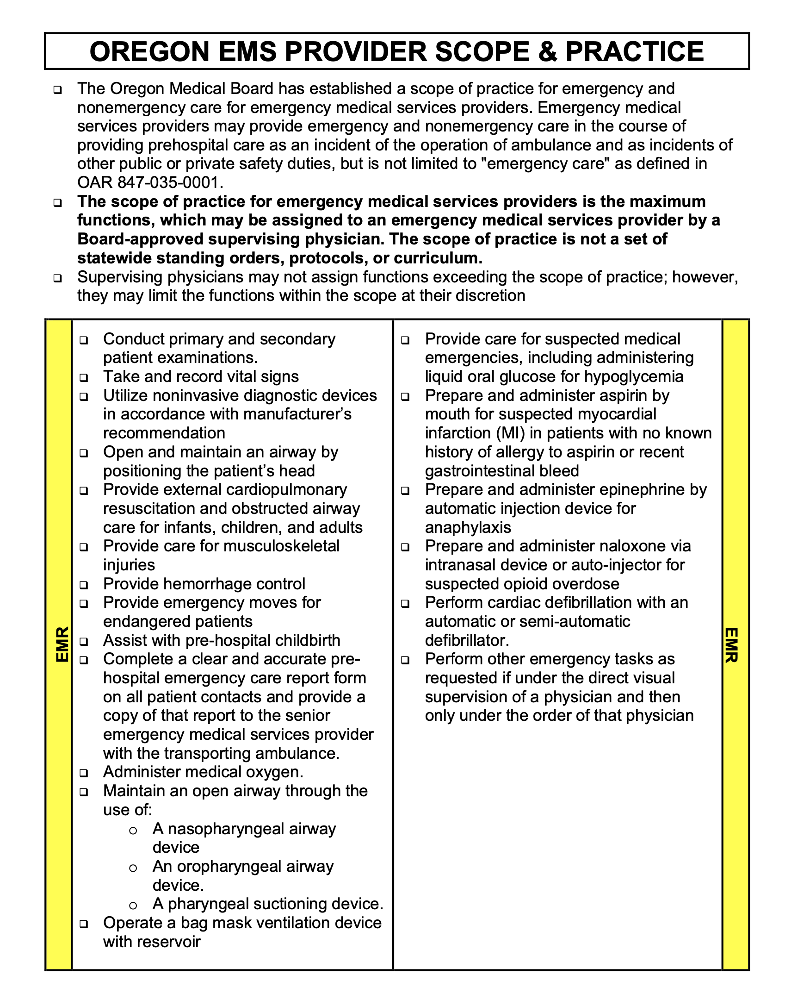 OREGON EMS PROVIDER SCOPE & PRACTICE
❑ The Oregon Medical Board has established a scope of practice for emergency and
nonemergency care for emergency medical services providers. Emergency medical
services providers may provide emergency and nonemergency care in the course of
providing prehospital care as an incident of the operation of ambulance and as incidents of
other public or private safety duties, but is not limited to "emergency care" as defined in
OAR 847-035-0001.
❑ The scope of practice for emergency medical services providers is the maximum
functions, which may be assigned to an emergency medical services provider by a
Board-approved supervising physician. The scope of practice is not a set of
statewide standing orders, protocols, or curriculum.
❑ Supervising physicians may not assign functions exceeding the scope of practice; however,
they may limit the functions within the scope at their discretion
EMR
❑ Conduct primary and secondary
patient examinations.
❑ Take and record vital signs
❑ Utilize noninvasive diagnostic devices
in accordance with manufacturer’s
recommendation
❑ Open and maintain an airway by
positioning the patient’s head
❑ Provide external cardiopulmonary
resuscitation and obstructed airway
care for infants, children, and adults
❑ Provide care for musculoskeletal
injuries
❑ Provide hemorrhage control
❑ Provide emergency moves for
endangered patients
❑ Assist with pre-hospital childbirth
❑ Complete a clear and accurate pre-
hospital emergency care report form
on all patient contacts and provide a
copy of that report to the senior
emergency medical services provider
with the transporting ambulance.
❑ Administer medical oxygen.
❑ Maintain an open airway through the
use of:
○ A nasopharyngeal airway
device
○ An oropharyngeal airway
device.
○ A pharyngeal suctioning device.
❑ Operate a bag mask ventilation device
with reservoir
❑ Provide care for suspected medical
emergencies, including administering
liquid oral glucose for hypoglycemia
❑ Prepare and administer aspirin by
mouth for suspected myocardial
infarction (MI) in patients with no known
history of allergy to aspirin or recent
gastrointestinal bleed
❑ Prepare and administer epinephrine by
automatic injection device for
anaphylaxis
❑ Prepare and administer naloxone via
intranasal device or auto-injector for
suspected opioid overdose
❑ Perform cardiac defibrillation with an
automatic or semi-automatic
defibrillator.
❑ Perform other emergency tasks as
requested if under the direct visual
supervision of a physician and then
only under the order of that physician
EMR